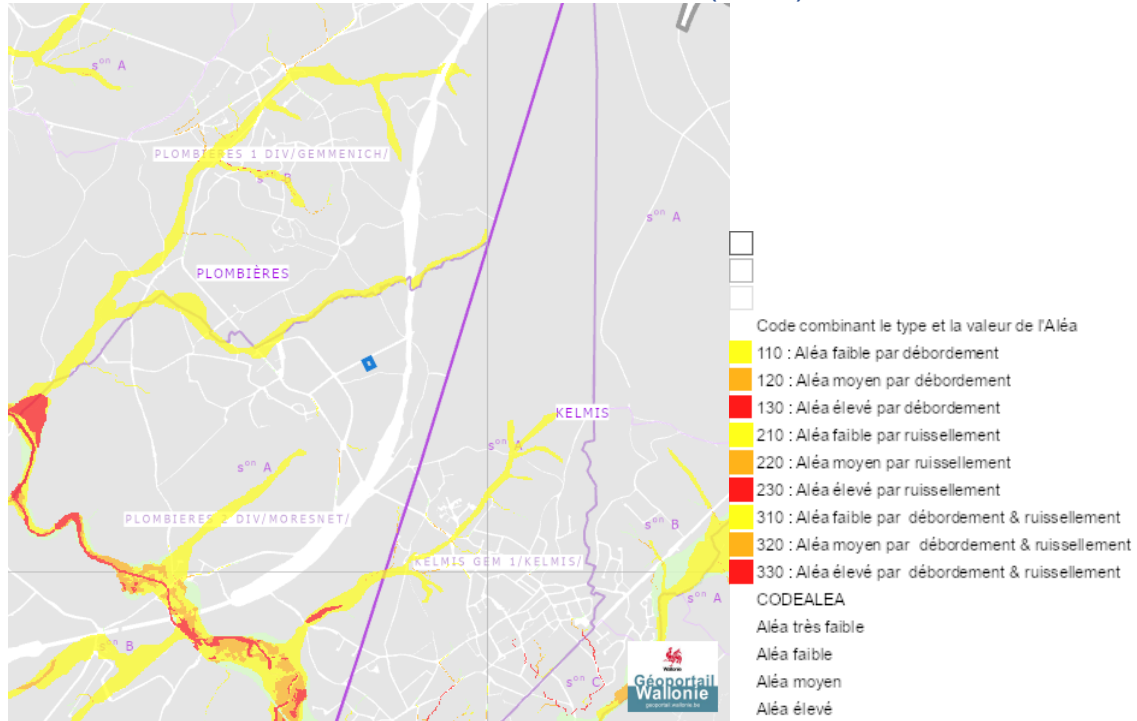 sᵒⁿ A
PLOMBIERES 1 DIV/GEMMENICH/
sᵒⁿ B
sᵒⁿ A
PLOMBIÈRES
KELMIS
sᵒⁿ A
sᵒⁿ A
PLOMBIERES 2 DIV/MORESNET/
sᵒⁿ B
KELMIS GEM 1/KELMIS/
sᵒⁿ A
sᵒⁿ B
sᵒⁿ C
Wallonie
Géoportail
Wallonie
geoportail.wallonie.be
Code combinant le type et la valeur de l'Aléa
110 : Aléa faible par débordement
120 : Aléa moyen par débordement
130 : Aléa élevé par débordement
210 : Aléa faible par ruissellement
220 : Aléa moyen par ruissellement
230 : Aléa élevé par ruissellement
310 : Aléa faible par débordement & ruissellement
320 : Aléa moyen par débordement & ruissellement
330 : Aléa élevé par débordement & ruissellement
CODEALEA
Aléa très faible
Aléa faible
Aléa moyen
Aléa élevé